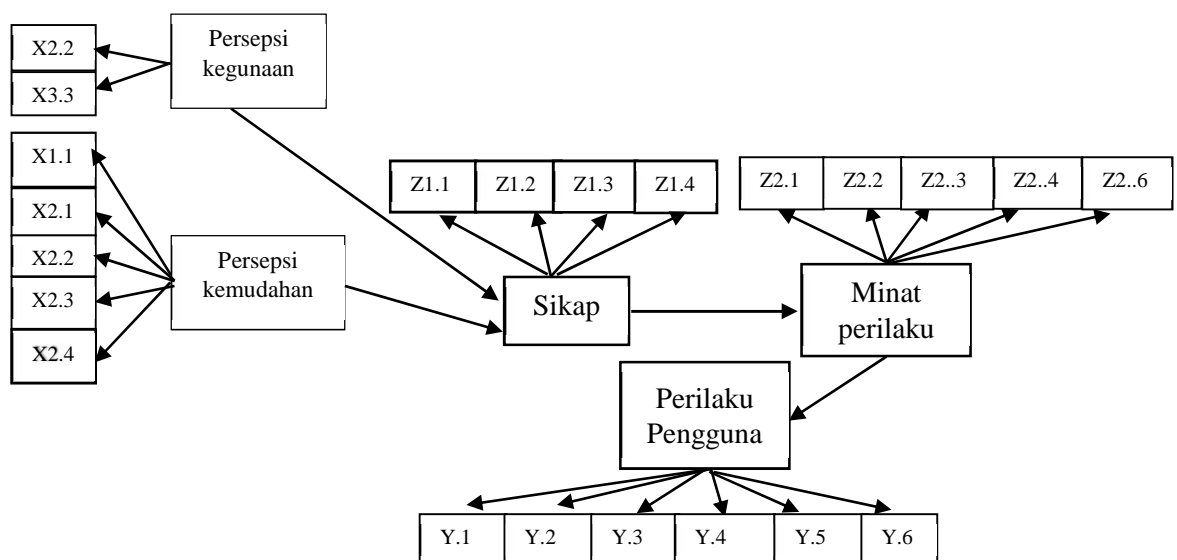 X2.2
X3.3
Persepsi
kegunaan
X1.1
X2.1
X2.2
X2.3
X2.4
Persepsi
kemudahan
Z1.1 Z1.2 Z1.3 Z1.4
Z2.1 Z2.2 Z2..3 Z2..4 Z2..6
Sikap
Minat
perilaku
Perilaku
Pengguna
Y.1 Y.2 Y.3 Y.4 Y.5 Y.6